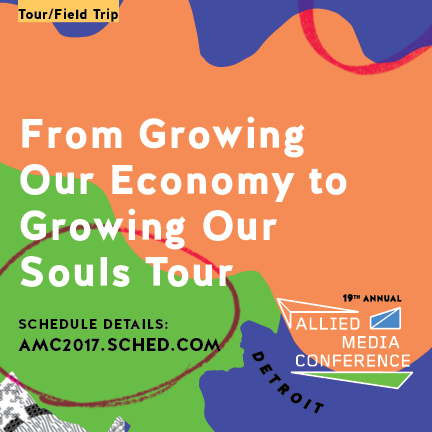 Tour/Field Trip
From Growing
Our Economy to
Growing Our
Souls Tour
SCHEDULE DETAILS:
AMC2017.SCHED.COM
19TH ANNUAL
ALLIED
MEDIA
CONFERENCE
DETROIT